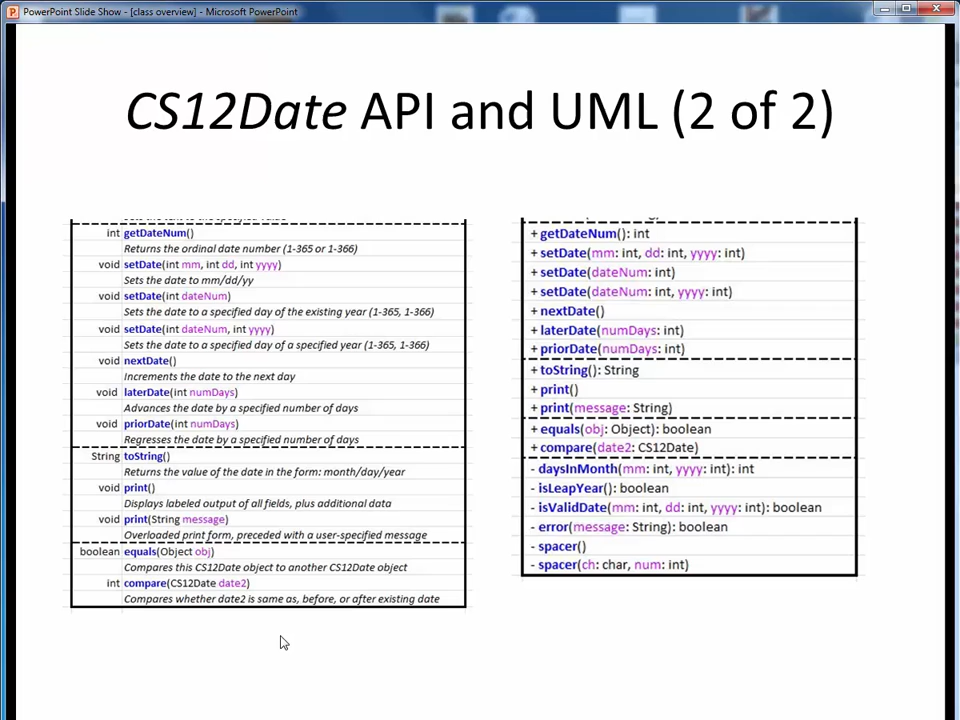 PowerPoint Slide Show - [class overview] - Microsoft PowerPoint
CS12Date API and UML (2 of 2)
int getDateNum()
Returns the ordinal date number (1-365 or 1-366)
void setDate(int mm, int dd, int yyyy)
Sets the date to mm/dd/yy
void setDate(int dateNum)
Sets the date to a specified day of the existing year (1-365, 1-366)
void setDate(int dateNum, int yyyy)
Sets the date to a specified day of a specified year (1-365, 1-366)
void nextDate()
Increments the date to the next day
void laterDate(int numDays)
Advances the date by a specified number of days
void priorDate(int numDays)
Regresses the date by a specified number of days
String toString()
Returns the value of the date in the form: month/day/year
void print()
Displays labeled output of all fields, plus additional data
void print(String message)
Overloaded print form, preceded with a user-specified message
boolean equals(Object obj)
Compares this CS12Date object to another CS12Date object
int compare(CS12Date date2)
Compares whether date2 is same as, before, or after existing date
+ getDateNum(): int
+ setDate(mm: int, dd: int, yyyy: int)
+ setDate(dateNum: int)
+ setDate(dateNum: int, yyyy: int)
+ nextDate()
+ laterDate(numDays: int)
+ priorDate(numDays: int)
+ toString(): String
+ print()
+ print(message: String)
+ equals(obj: Object): boolean
+ compare(date2: CS12Date)
- daysInMonth(mm: int, yyyy: int): int
- isLeapYear(): boolean
- isValidDate(mm: int, dd: int, yyyy: int): boolean
- error(message: String): boolean
- spacer()
- spacer(ch: char, num: int)